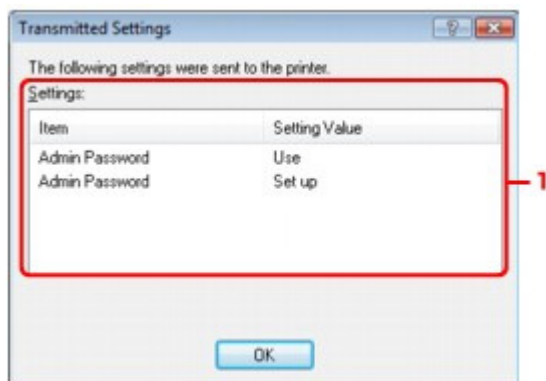 Transmitted Settings
The following settings were sent to the printer.
Settings:
Item Setting Value
Admin Password Use
Admin Password Set up
1
OK